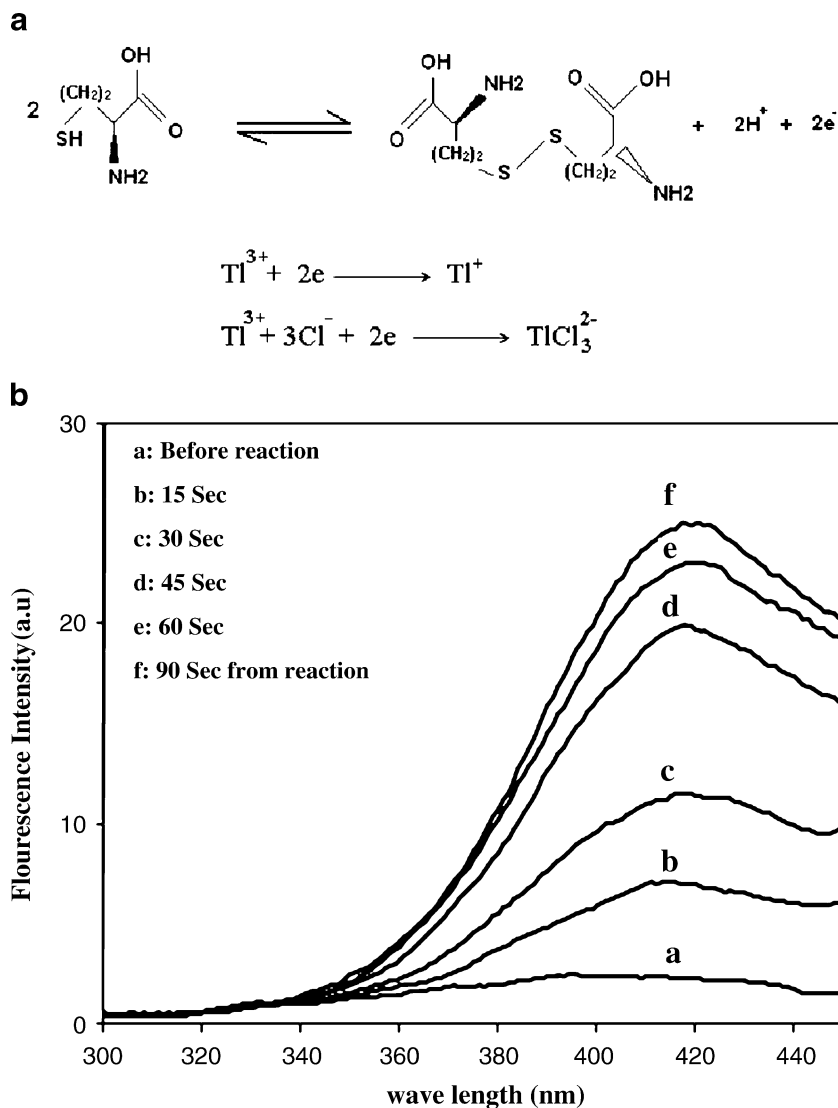 a
2 (CH₂)₂ OH O SH NH2 ⇌ OH NH2 O (CH₂)₂ S S (CH₂)₂ O OH NH2 + 2H⁺ + 2e⁻
Tl³⁺ + 2e ⟶ Tl⁺
Tl³⁺ + 3Cl⁻ + 2e ⟶ TlCl₃²⁻
b
a: Before reaction
b: 15 Sec
c: 30 Sec
d: 45 Sec
e: 60 Sec
f: 90 Sec from reaction
f
e
d
c
b
a
Flourescence Intensity (a.u)
30
20
10
0
300 320 340 360 380 400 420 440
wave length (nm)